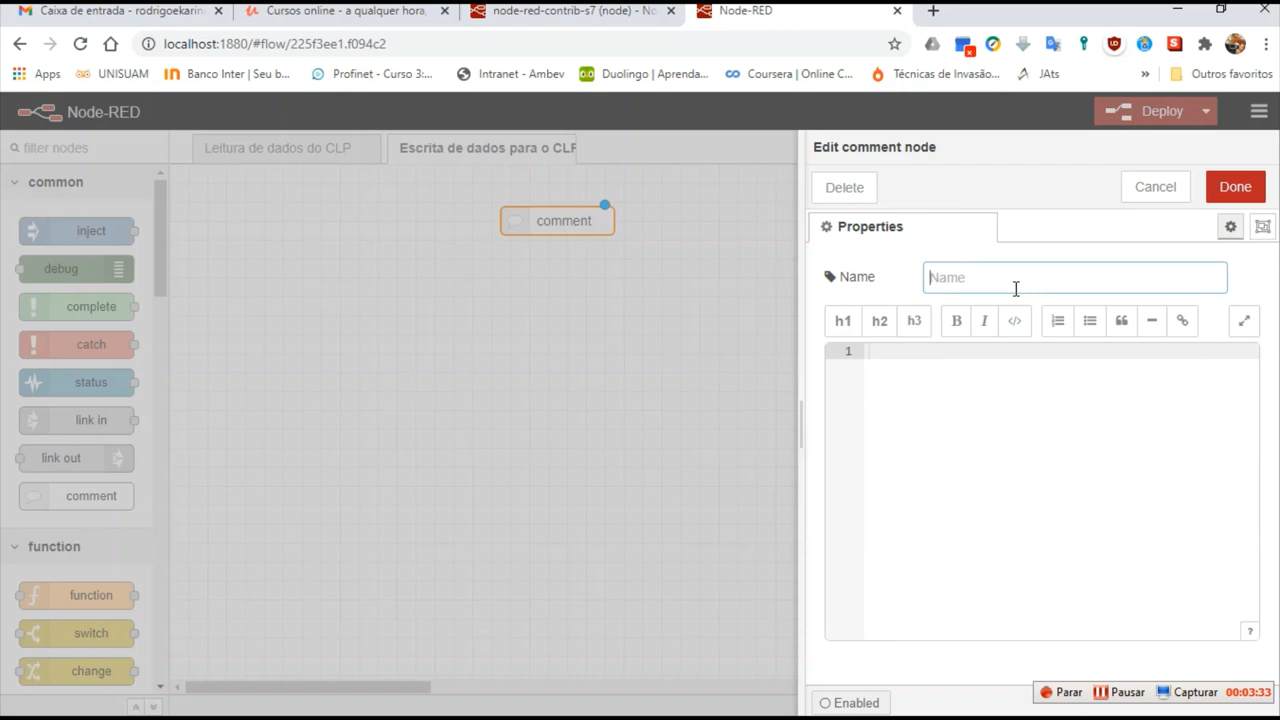 Caixa de entrada - rodrigoekarin
Cursos online - a qualquer hora,
node-red-contrib-s7 (node) - No
Node-RED
localhost:1880/#flow/225f3ee1.f094c2
Apps
UNISUAM
Banco Inter | Seu b...
Profinet - Curso 3:...
Intranet - Ambev
Duolingo | Aprenda...
Coursera | Online C...
Técnicas de Invasão...
JAts
»
Outros favoritos
Node-RED
Deploy
filter nodes
Leitura de dados do CLP
Escrita de dados para o CLP
Edit comment node
Delete
Cancel
Done
common
inject
debug
complete
catch
status
link in
link out
comment
function
function
switch
change
comment
Properties
Name
Name
h1
h2
h3
B
I
</>
1
?
Enabled
Parar
Pausar
Capturar
00:03:33